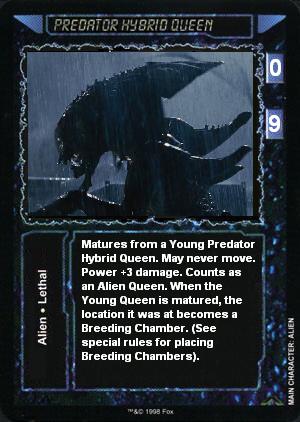 PREDATOR HYBRID QUEEN
0
9
Alien • Lethal
Matures from a Young Predator
Hybrid Queen. May never move.
Power +3 damage. Counts as
an Alien Queen. When the
Young Queen is matured, the
location it was at becomes a
Breeding Chamber. (See
special rules for placing
Breeding Chambers).
MAIN CHARACTER: ALIEN
™&© 1998 Fox